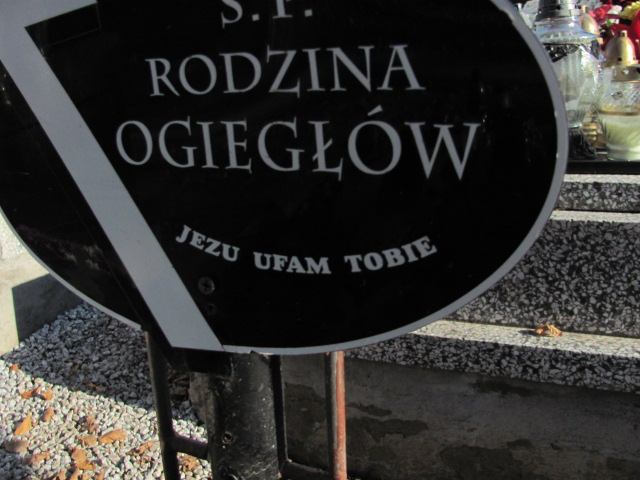 Ś.P.
RODZINA
OGIEGŁÓW
JEZU UFAM TOBIE